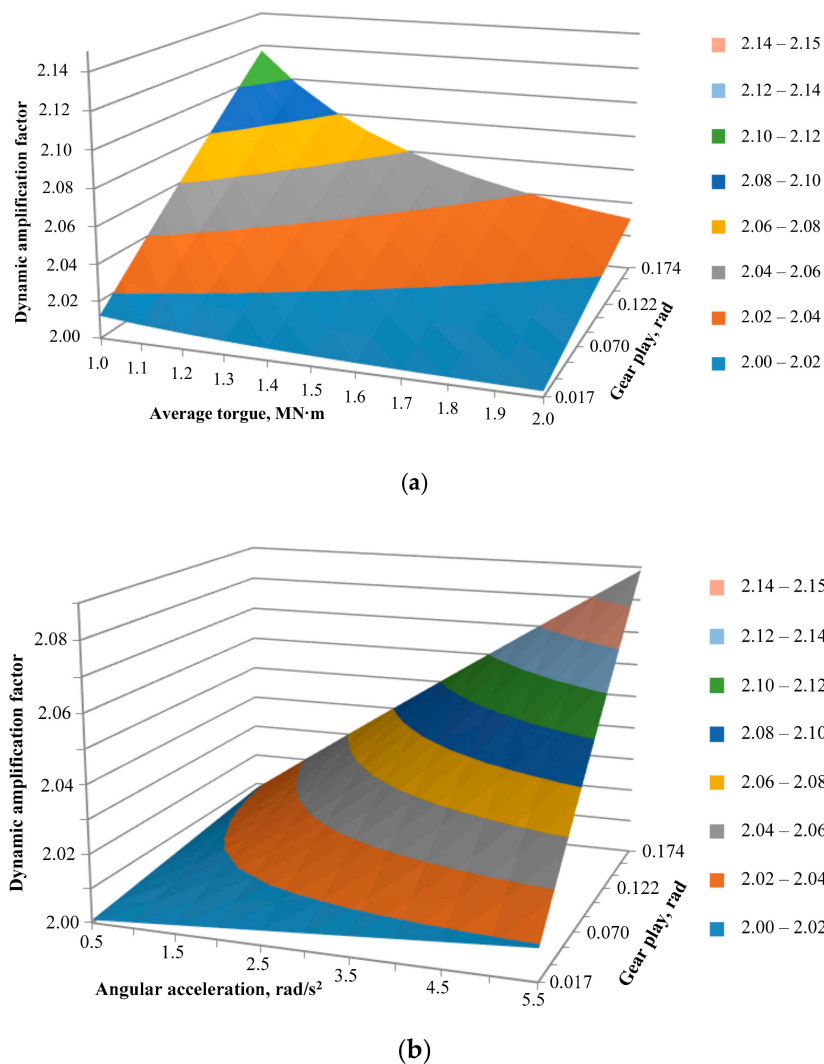 2.14
2.12
2.10
2.08
2.06
2.04
2.02
2.00
Dynamic amplification factor
1.0
1.1
1.2
1.3
1.4
1.5
1.6
1.7
1.8
1.9
2.0
Average torgue, MN·m
0.174
0.122
0.070
0.017
Gear play, rad
2.14 – 2.15
2.12 – 2.14
2.10 – 2.12
2.08 – 2.10
2.06 – 2.08
2.04 – 2.06
2.02 – 2.04
2.00 – 2.02
(a)
2.08
2.06
2.04
2.02
2.00
Dynamic amplification factor
0.5
1.5
2.5
3.5
4.5
5.5
Angular acceleration, rad/s²
0.174
0.122
0.070
0.017
Gear play, rad
2.14 – 2.15
2.12 – 2.14
2.10 – 2.12
2.08 – 2.10
2.06 – 2.08
2.04 – 2.06
2.02 – 2.04
2.00 – 2.02
(b)